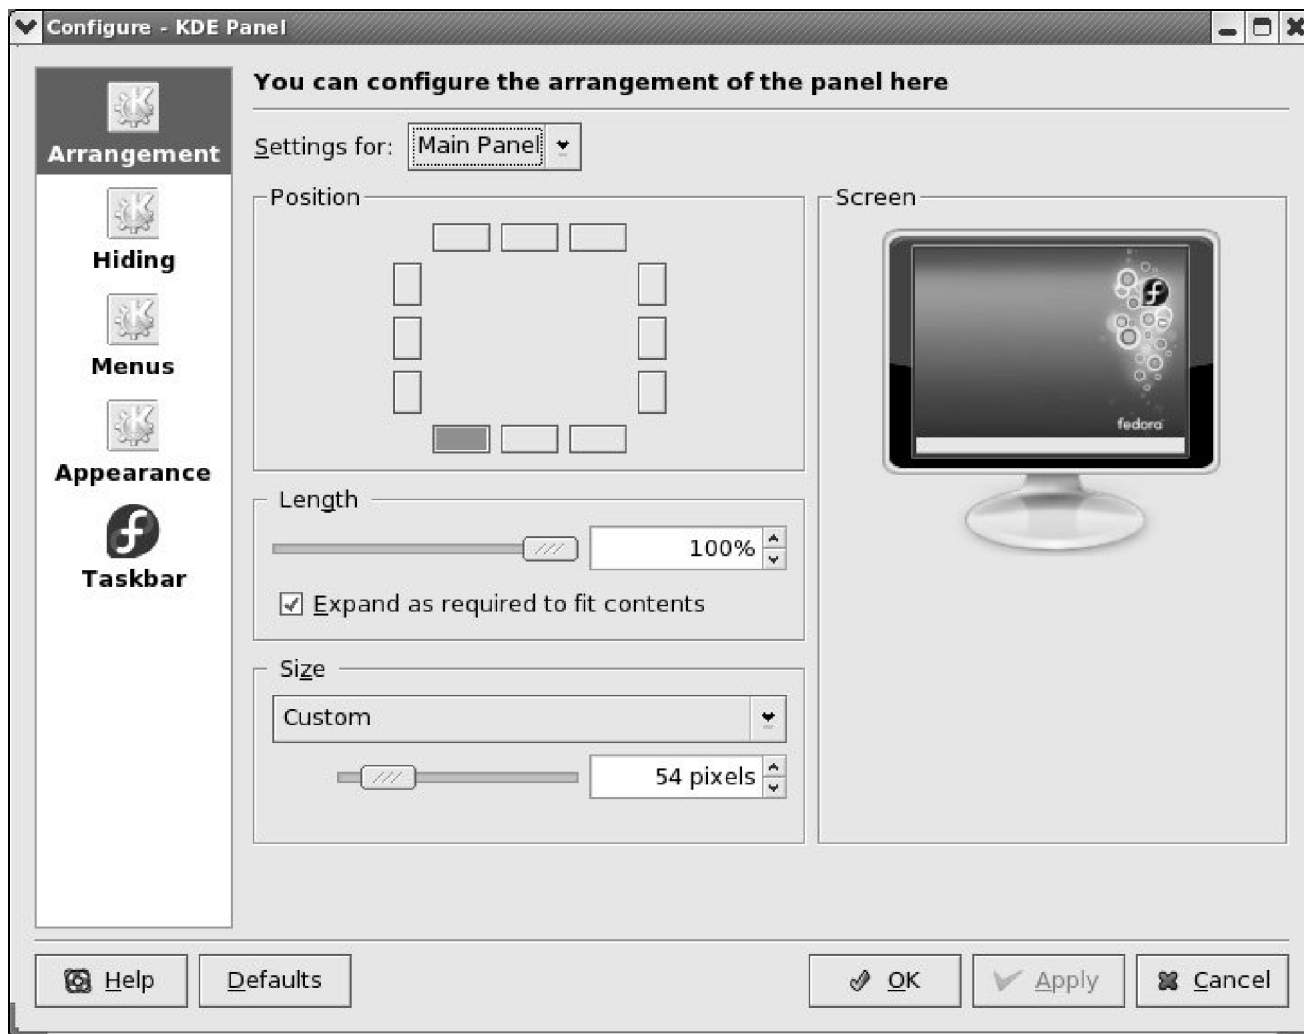 Configure - KDE Panel
Arrangement
Hiding
Menus
Appearance
Taskbar
You can configure the arrangement of the panel here
Settings for: Main Panel
Position
Screen
fedora
Length
100%
Expand as required to fit contents
Size
Custom
54 pixels
Help
Defaults
OK
Apply
Cancel